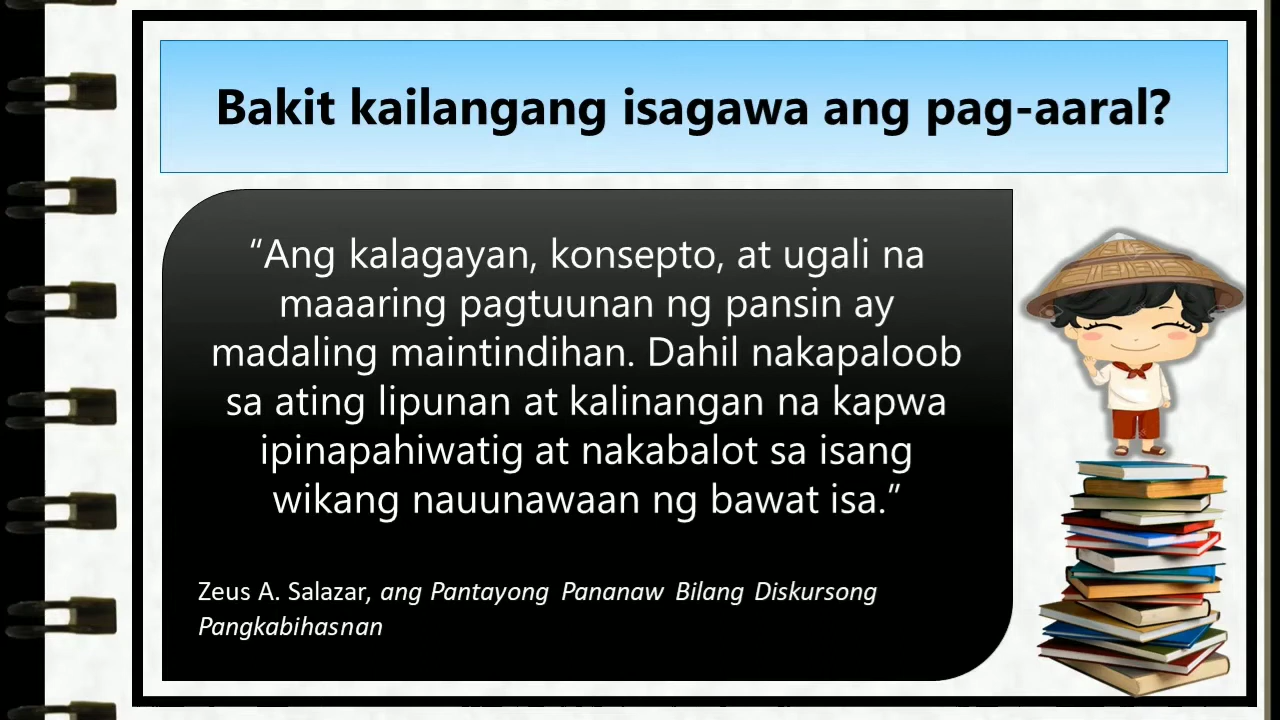 Bakit kailangang isagawa ang pag-aaral?
“Ang kalagayan, konsepto, at ugali na
maaaring pagtuunan ng pansin ay
madaling maintindihan. Dahil nakapaloob
sa ating lipunan at kalinangan na kapwa
ipinapahiwatig at nakabalot sa isang
wikang nauunawaan ng bawat isa.”
Zeus A. Salazar, ang Pantayong Pananaw Bilang Diskursong
Pangkabihasnan